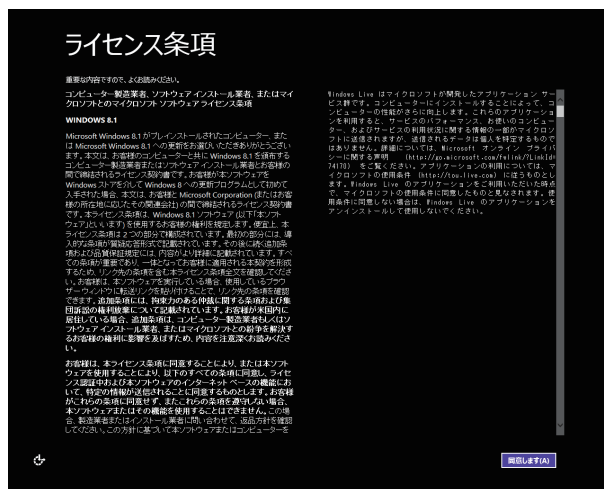 ライセンス条項
重要な内容ですので、よくお読みください。
コンピューター製造業者、ソフトウェア インストール業者、またはマイ
クロソフトとのマイクロソフト ソフトウェア ライセンス条項
WINDOWS 8.1
Microsoft Windows 8.1 がプレインストールされたコンピューター、また
は Microsoft Windows 8.1 への更新をお選びいただきありがとうござい
ます。本文は、お客様のコンピューターと共に Windows 8.1 を頒布する
コンピューター製造業者またはソフトウェア インストール業者とお客様の
間で締結されるライセンス契約書です。お客様が本ソフトウェアを
Windows ストアを介して Windows 8 への更新プログラムとして初めて
入手された場合、本文は、お客様と Microsoft Corporation (またはお客
様の所在地に応じたその関連会社) の間で締結されるライセンス契約書
です。本ライセンス条項は、Windows 8.1 ソフトウェア (以下「本ソフト
ウェア」といいます) を使用するお客様の権利を規定します。便宜上、本
ライセンス条項は 2 つの部分で構成されています。最初の部分には、導
入的な条項が質疑応答形式で記載されています。その後に続く追加条
項および品質保証規定には、内容がより詳細に記載されています。すべ
ての条項が重要であり、一体となってお客様に適用される本契約を形成
するため、リンク先の条項を含む本ライセンス条項全文を確認してくださ
い。お客様は、本ソフトウェアを実行している場合、使用しているブラウ
ザー ウィンドウに転送リンクを貼り付けることで、リンク先の条項を確認
できます。追加条項には、拘束力のある仲裁に関する条項および集
団訴訟の権利放棄について記載されています。お客様が米国内に
居住している場合、追加条項は、コンピューター製造業者もしくはソ
フトウェア インストール業者、またはマイクロソフトとの紛争を解決す
るお客様の権利に影響を及ぼすため、内容を注意深くお読みくださ
い。
お客様は、本ライセンス条項に同意することにより、または本ソフト
ウェアを使用することにより、以下のすべての条項に同意し、ライセ
ンス認証中および本ソフトウェアのインターネット ベースの機能にお
いて、特定の情報が送信されることに同意するものとします。お客様
がこれらの条項に同意せず、またこれらの条項を遵守しない場合、
本ソフトウェアまたはその機能を使用することはできません。この場
合、製造業者またはインストール業者に問い合わせて、返品方針を確認
してください。この方針に基づいて本ソフトウェアまたはコンピューターを
Windows Live はマイクロソフトが開発したアプリケーション サー
ビス群です。コンピューターにインストールすることによって、コ
ンピューターの性能がさらに向上します。これらのアプリケーショ
ンを利用すると、サービスのパフォーマンス、お使いのコンピュー
ター、およびサービスの利用状況に関する情報の一部がマイクロソ
フトに送信されますが、送信されるデータは個人を特定するもので
はありません。詳細については、Microsoft オンライン プライバ
シーに関する声明 (http://go.microsoft.com/fwlink/?LinkId=
74170) をご覧ください。アプリケーションの利用については、マ
イクロソフトの使用条件 (http://tou.live.com) に従うものとし
ます。Windows Live のアプリケーションをご利用いただいた時点
で、マイクロソフトの使用条件に同意したものと見なされます。使
用条件に同意しない場合は、Windows Live のアプリケーションを
アンインストールして使用しないでください。
同意します(A)